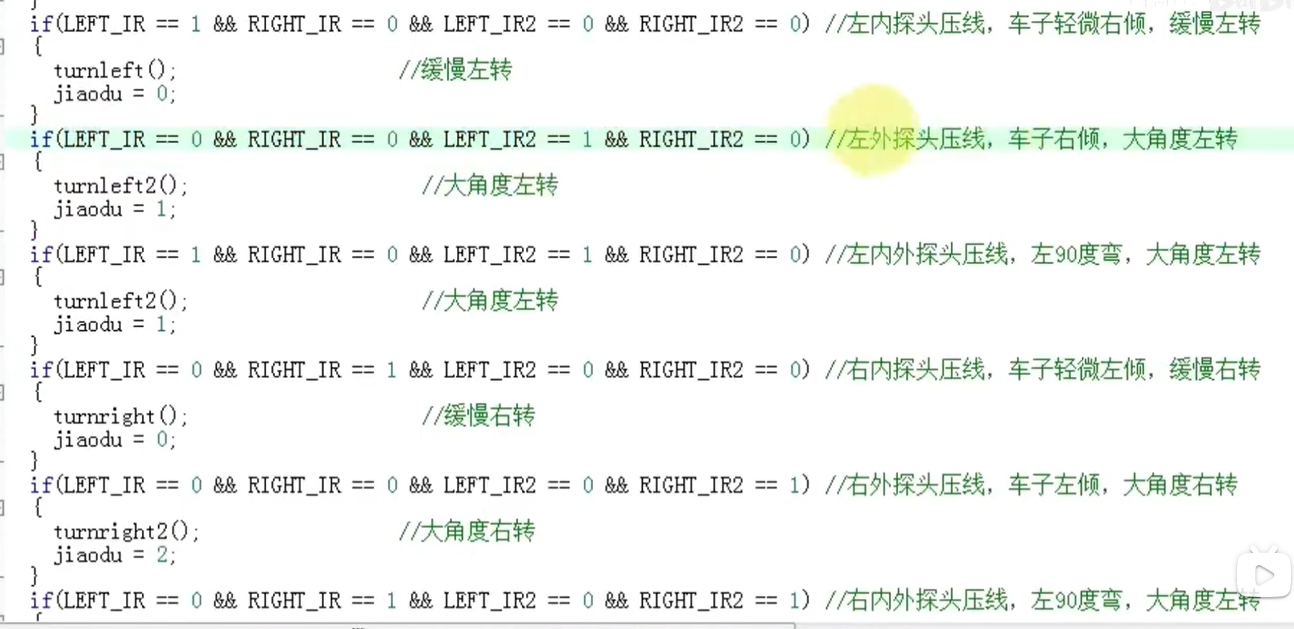 }
if(LEFT_IR == 1 && RIGHT_IR == 0 && LEFT_IR2 == 0 && RIGHT_IR2 == 0) //左内探头压线，车子轻微右倾，缓慢左转
{
turnleft(); //缓慢左转
jiaodu = 0;
}
if(LEFT_IR == 0 && RIGHT_IR == 0 && LEFT_IR2 == 1 && RIGHT_IR2 == 0) //左外探头压线，车子右倾，大角度左转
{
turnleft2(); //大角度左转
jiaodu = 1;
}
if(LEFT_IR == 1 && RIGHT_IR == 0 && LEFT_IR2 == 1 && RIGHT_IR2 == 0) //左内外探头压线，左90度弯，大角度左转
{
turnleft2(); //大角度左转
jiaodu = 1;
}
if(LEFT_IR == 0 && RIGHT_IR == 1 && LEFT_IR2 == 0 && RIGHT_IR2 == 0) //右内探头压线，车子轻微左倾，缓慢右转
{
turnright(); //缓慢右转
jiaodu = 0;
}
if(LEFT_IR == 0 && RIGHT_IR == 0 && LEFT_IR2 == 0 && RIGHT_IR2 == 1) //右外探头压线，车子左倾，大角度右转
{
turnright2(); //大角度右转
jiaodu = 2;
}
if(LEFT_IR == 0 && RIGHT_IR == 1 && LEFT_IR2 == 0 && RIGHT_IR2 == 1) //右内外探头压线，左90度弯，大角度左转
{